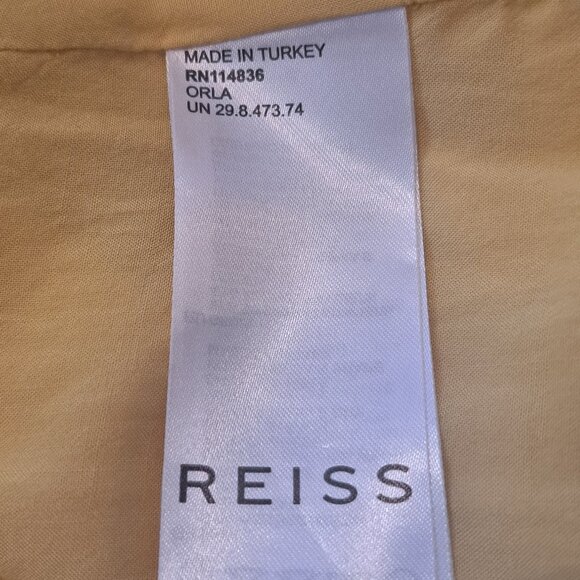 MADE IN TURKEY
RN114836
ORLA
UN 29.8.473.74
REISS